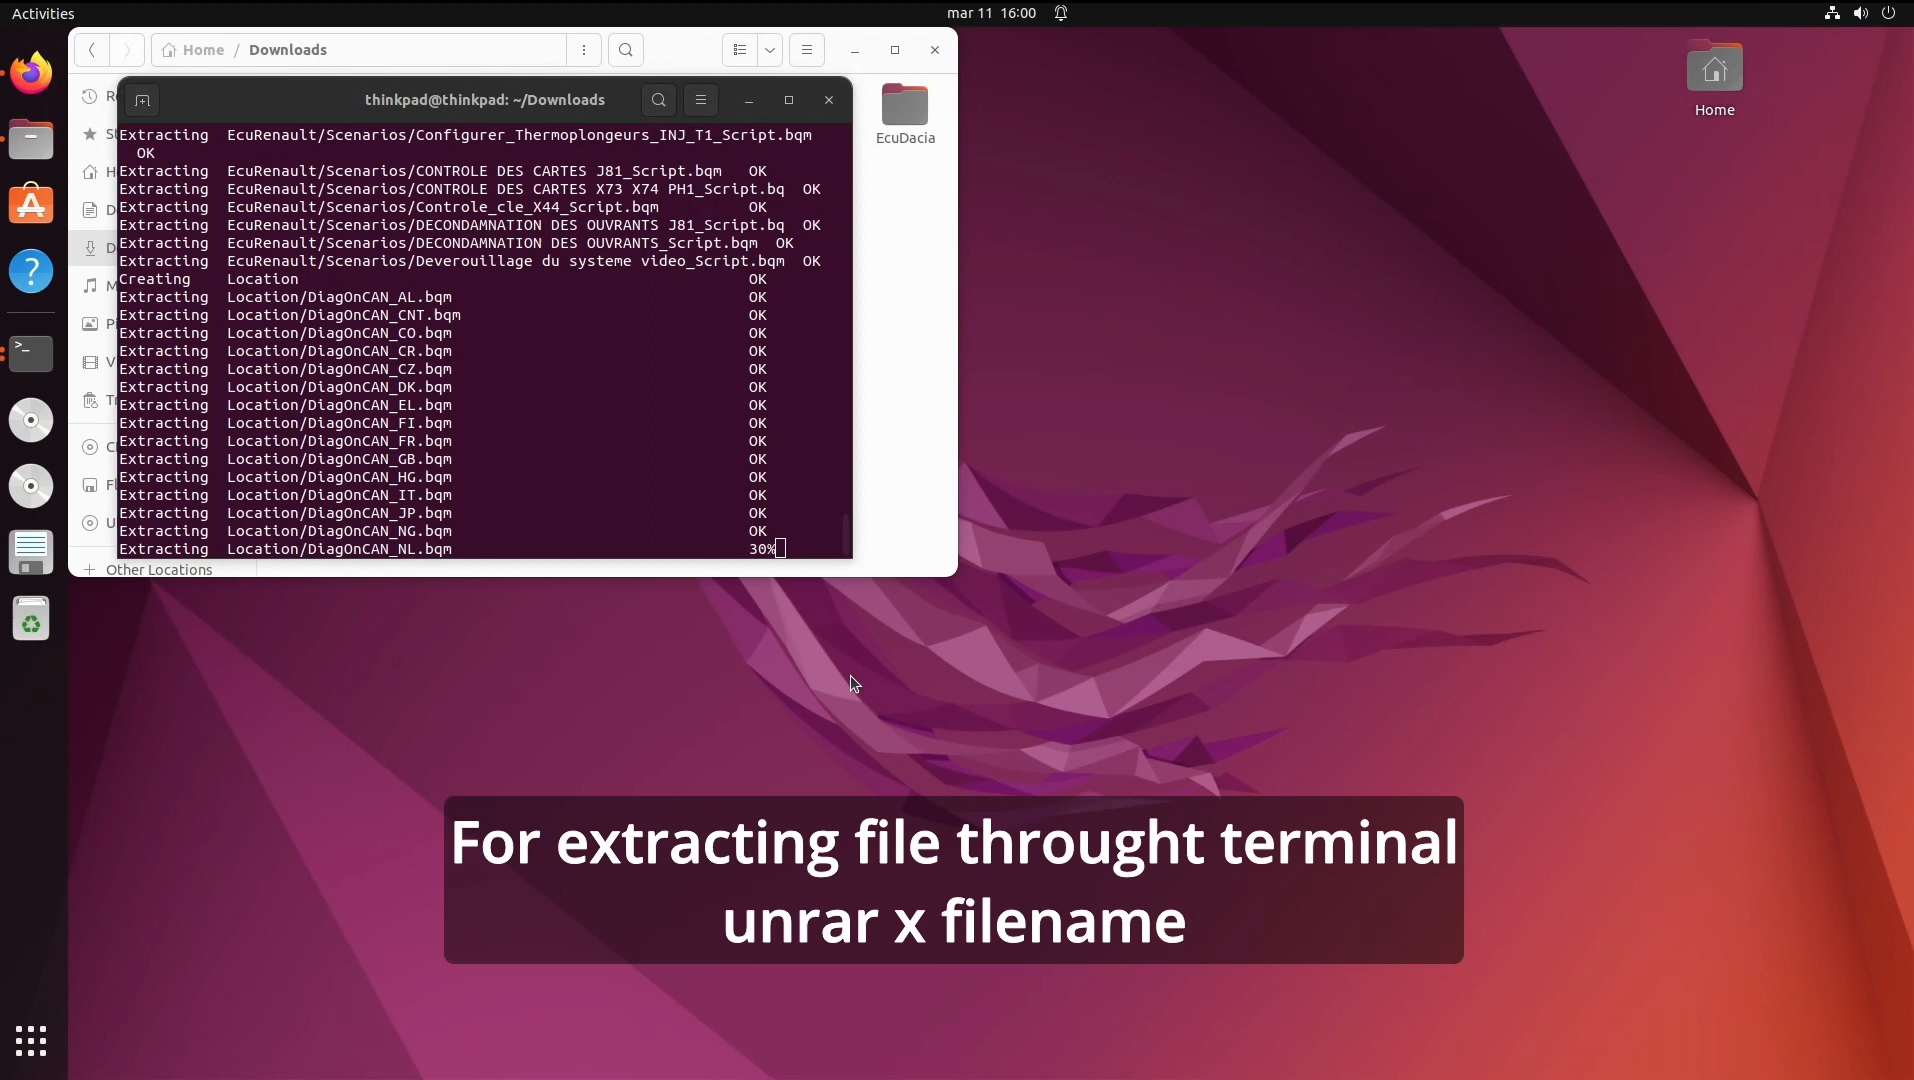 Activities
mar 11 16:00
Home / Downloads
thinkpad@thinkpad: ~/Downloads
Extracting EcuRenault/Scenarios/Configurer_Thermoplongeurs_INJ_T1_Script.bqm
OK
Extracting EcuRenault/Scenarios/CONTROLE DES CARTES J81_Script.bqm OK
Extracting EcuRenault/Scenarios/CONTROLE DES CARTES X73 X74 PH1_Script.bq OK
Extracting EcuRenault/Scenarios/Controle_cle_X44_Script.bqm OK
Extracting EcuRenault/Scenarios/DECONDAMNATION DES OUVRANTS J81_Script.bq OK
Extracting EcuRenault/Scenarios/DECONDAMNATION DES OUVRANTS_Script.bqm OK
Extracting EcuRenault/Scenarios/Deverouillage du systeme video_Script.bqm OK
Creating Location OK
Extracting Location/DiagOnCAN_AL.bqm OK
Extracting Location/DiagOnCAN_CNT.bqm OK
Extracting Location/DiagOnCAN_CO.bqm OK
Extracting Location/DiagOnCAN_CR.bqm OK
Extracting Location/DiagOnCAN_CZ.bqm OK
Extracting Location/DiagOnCAN_DK.bqm OK
Extracting Location/DiagOnCAN_EL.bqm OK
Extracting Location/DiagOnCAN_FI.bqm OK
Extracting Location/DiagOnCAN_FR.bqm OK
Extracting Location/DiagOnCAN_GB.bqm OK
Extracting Location/DiagOnCAN_HG.bqm OK
Extracting Location/DiagOnCAN_IT.bqm OK
Extracting Location/DiagOnCAN_JP.bqm OK
Extracting Location/DiagOnCAN_NG.bqm OK
Extracting Location/DiagOnCAN_NL.bqm 30%
Other Locations
EcuDacia
Home
For extracting file throught terminal
unrar x filename